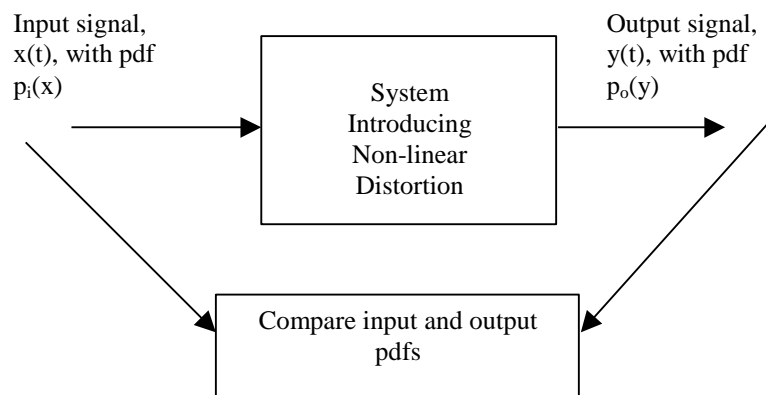 Input signal,
x(t), with pdf
pᵢ(x)
System
Introducing
Non-linear
Distortion
Output signal,
y(t), with pdf
pₒ(y)
Compare input and output
pdfs